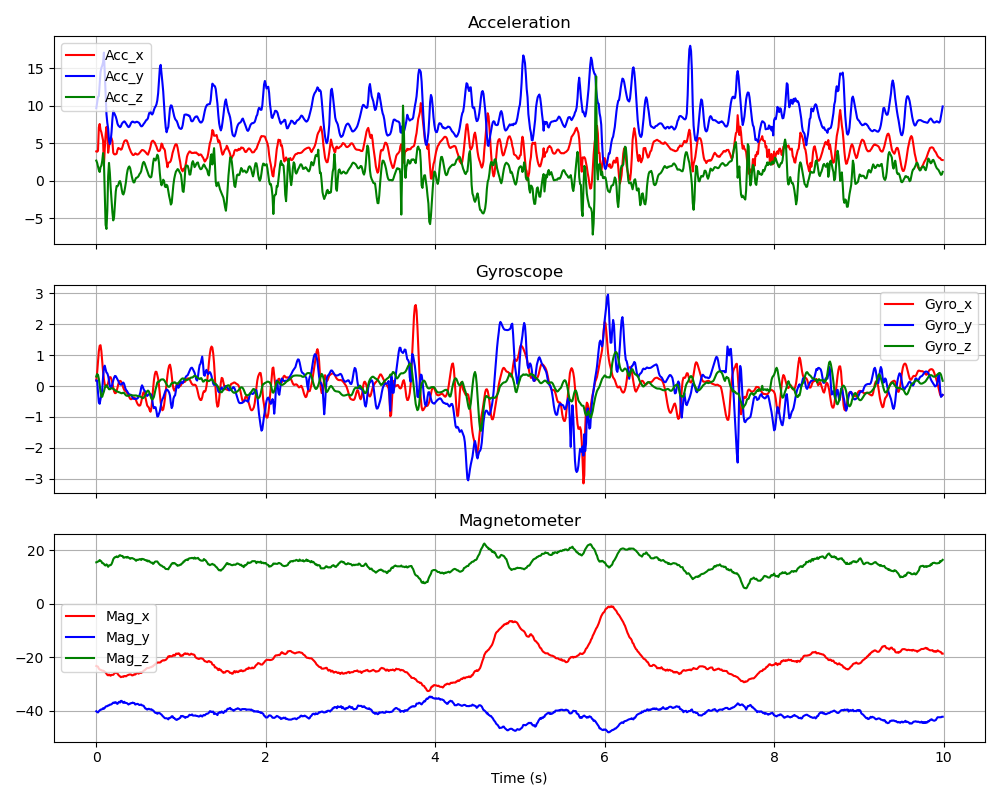 Acceleration
Acc_x
Acc_y
Acc_z
15
10
5
0
−5
Gyroscope
Gyro_x
Gyro_y
Gyro_z
3
2
1
0
−1
−2
−3
Magnetometer
Mag_x
Mag_y
Mag_z
20
0
−20
−40
0 2 4 6 8 10
Time (s)